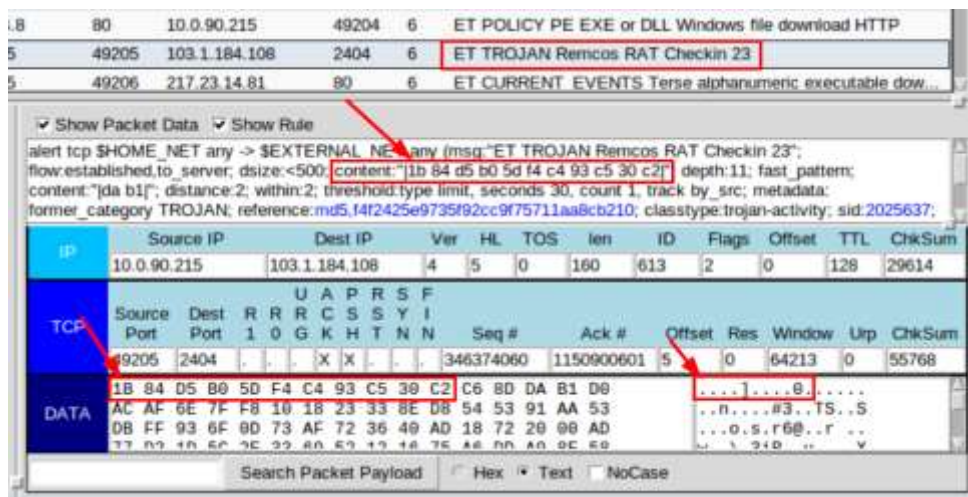 .8 80 10.0.90.215 49204 6 ET POLICY PE EXE or DLL Windows file download HTTP
5 49205 103.1.184.108 2404 6 ET TROJAN Remcos RAT Checkin 23
5 49206 217.23.14.81 80 6 ET CURRENT_EVENTS Terse alphanumeric executable dow...
Show Packet Data Show Rule
alert tcp $HOME_NET any -> $EXTERNAL_NET any (msg:"ET TROJAN Remcos RAT Checkin 23";
flow:established,to_server; dsize:<500; content:"|1b 84 d5 b0 5d f4 c4 93 c5 30 c2|"; depth:11; fast_pattern;
content:"|da b1|"; distance:2; within:2; threshold:type limit, seconds 30, count 1, track by_src; metadata:
former_category TROJAN; reference:md5,f4f2425e9735f92cc9f75711aa8cb210; classtype:trojan-activity; sid:2025637;
IP
Source IP Dest IP Ver HL TOS len ID Flags Offset TTL ChkSum
10.0.90.215 103.1.184.108 4 5 0 160 613 2 0 128 29614
TCP
U A P R S F
Source Dest R R R C S S Y I
Port Port 1 0 G K H T N N Seq # Ack # Offset Res Window Urp ChkSum
49205 2404 . . . X X . . . 346374060 1150900601 5 0 64213 0 55768
DATA
1B 84 D5 B0 5D F4 C4 93 C5 30 C2 C6 8D DA B1 D0 ....]....0......
AC AF 6E 7F F8 10 18 23 33 8E D8 54 53 91 AA 53 ..n....#3..TS..S
DB FF 93 6F 0D 73 AF 72 36 40 AD 18 72 20 00 AD ...o.s.r6@..r ..
Search Packet Payload Hex Text NoCase